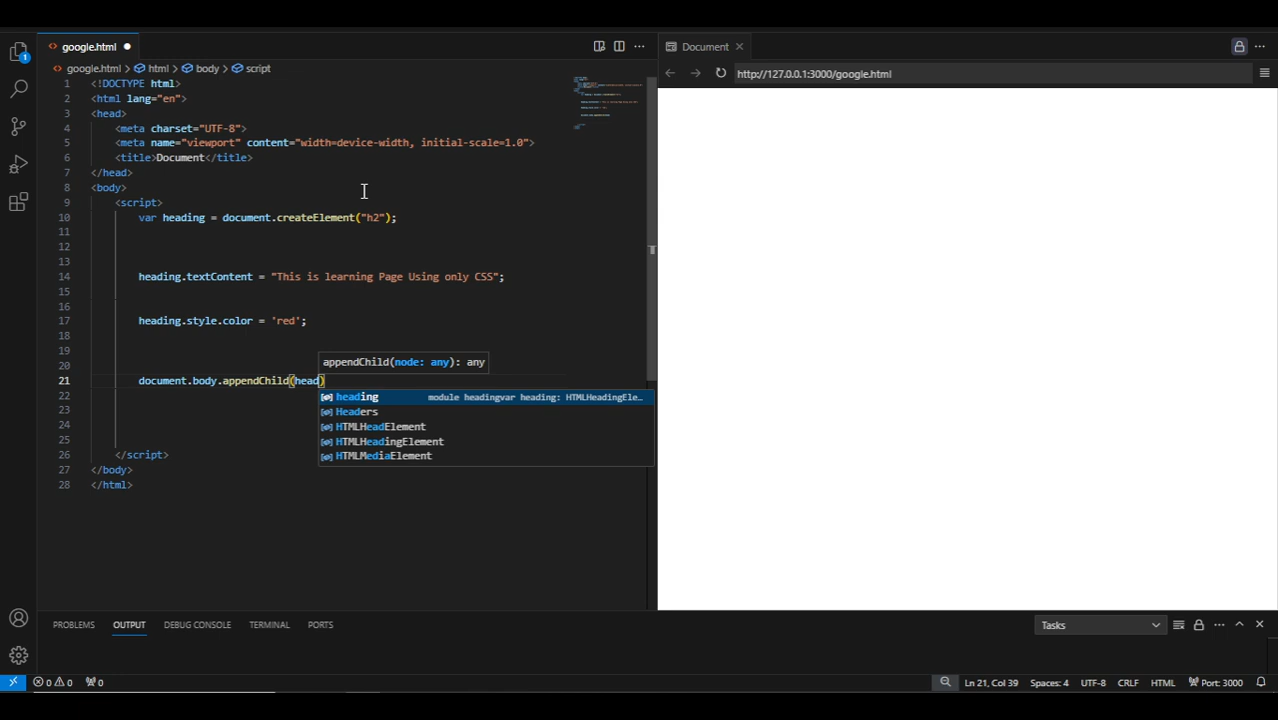 google.html
Document
google.html > html > body > script
http://127.0.0.1:3000/google.html
1
1 <!DOCTYPE html>
2 <html lang="en">
3 <head>
4 <meta charset="UTF-8">
5 <meta name="viewport" content="width=device-width, initial-scale=1.0">
6 <title>Document</title>
7 </head>
8 <body>
9 <script>
10 var heading = document.createElement("h2");
11
12
13
14 heading.textContent = "This is learning Page Using only CSS";
15
16
17 heading.style.color = 'red';
18
19
20
appendChild(node: any): any
21 document.body.appendChild(head)
22
heading module headingvar heading: HTMLHeadingEle…
23
Headers
24
HTMLHeadElement
25
HTMLHeadingElement
26 </script>
HTMLMediaElement
27 </body>
28 </html>
PROBLEMS OUTPUT DEBUG CONSOLE TERMINAL PORTS Tasks
0 0 0 Ln 21, Col 39 Spaces: 4 UTF-8 CRLF HTML Port: 3000